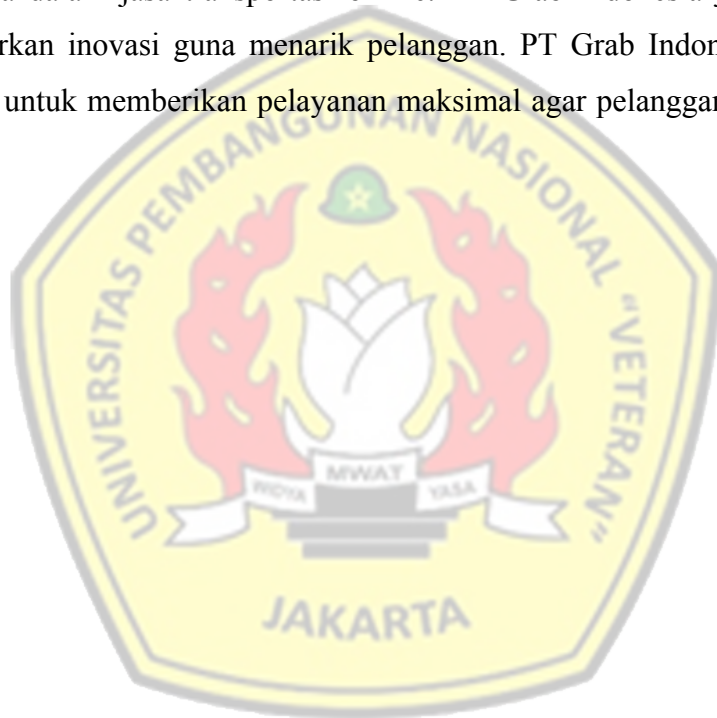 erkan inovasi guna menarik pelanggan. PT Grab Indon
untuk memberikan pelayanan maksimal agar pelanggan
UNIVERSITAS PEMBANGUNAN NASIONAL "VETERAN"
WIDYA MWAT YASA
JAKARTA